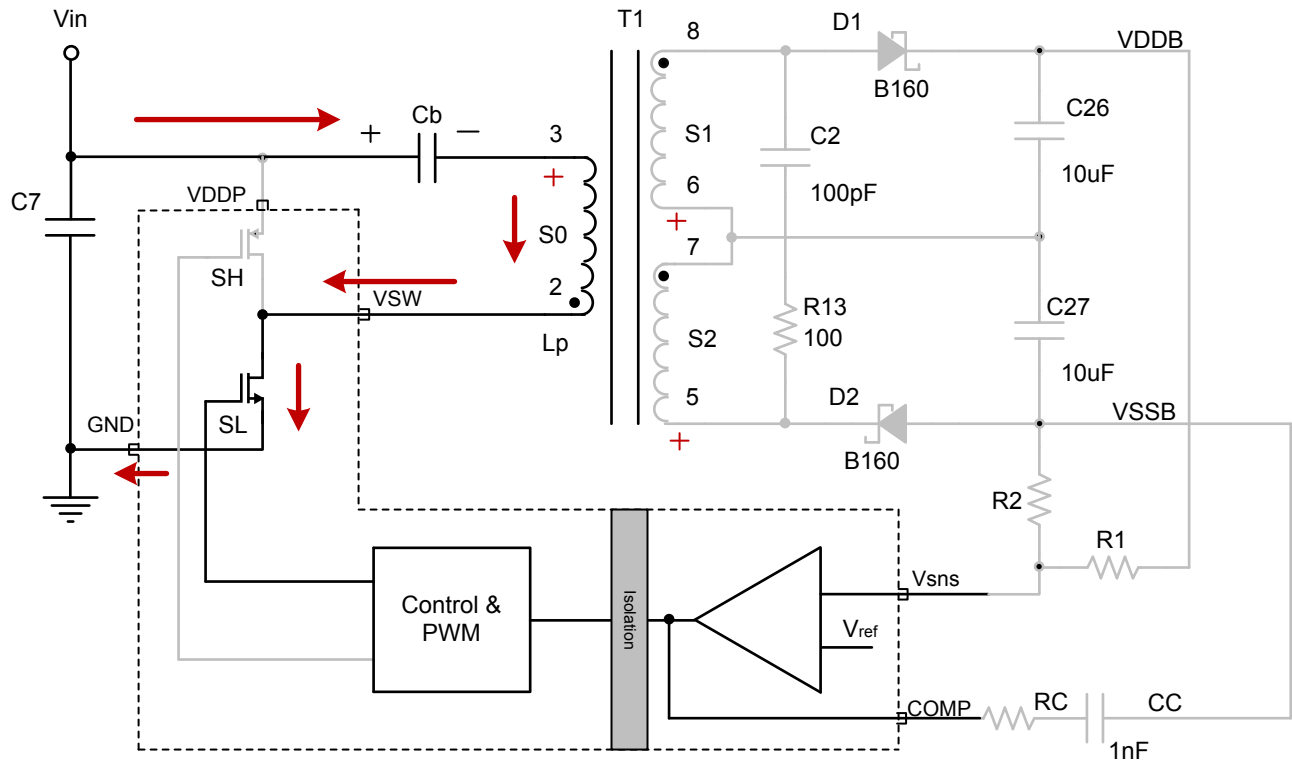 Vin
T1
8
D1
VDDB
B160
Cb
+
−
3
+
S1
C2
100pF
C26
10uF
C7
VDDP
6
+
S0
7
SH
2
VSW
Lp
S2
R13
100
C27
10uF
5
D2
VSSB
+
B160
GND
SL
R2
R1
Control &
PWM
Isolation
Vsns
Vref
COMP
RC
CC
1nF